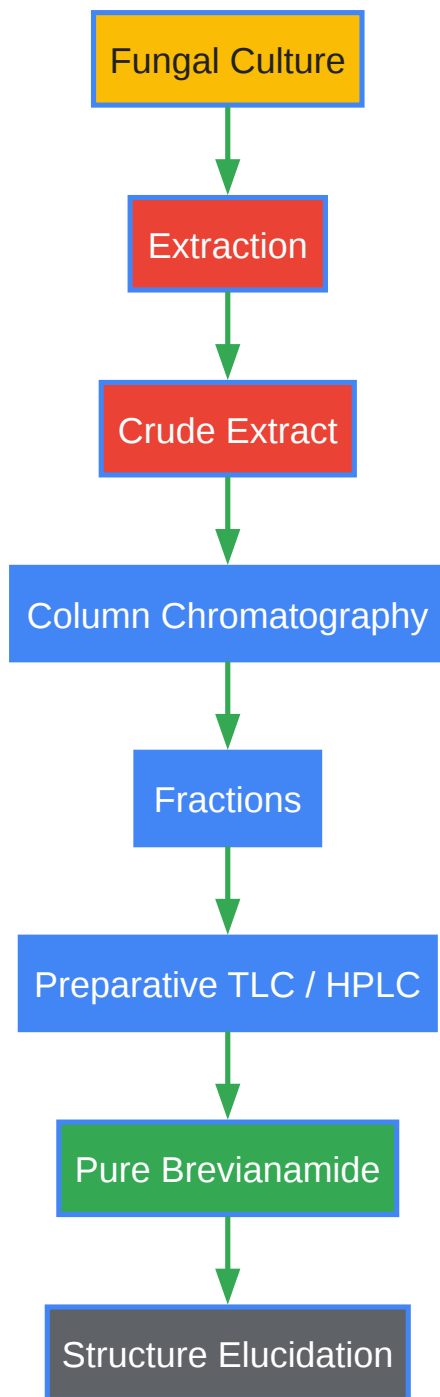 Fungal Culture
Extraction
Crude Extract
Column Chromatography
Fractions
Preparative TLC / HPLC
Pure Brevianamide
Structure Elucidation